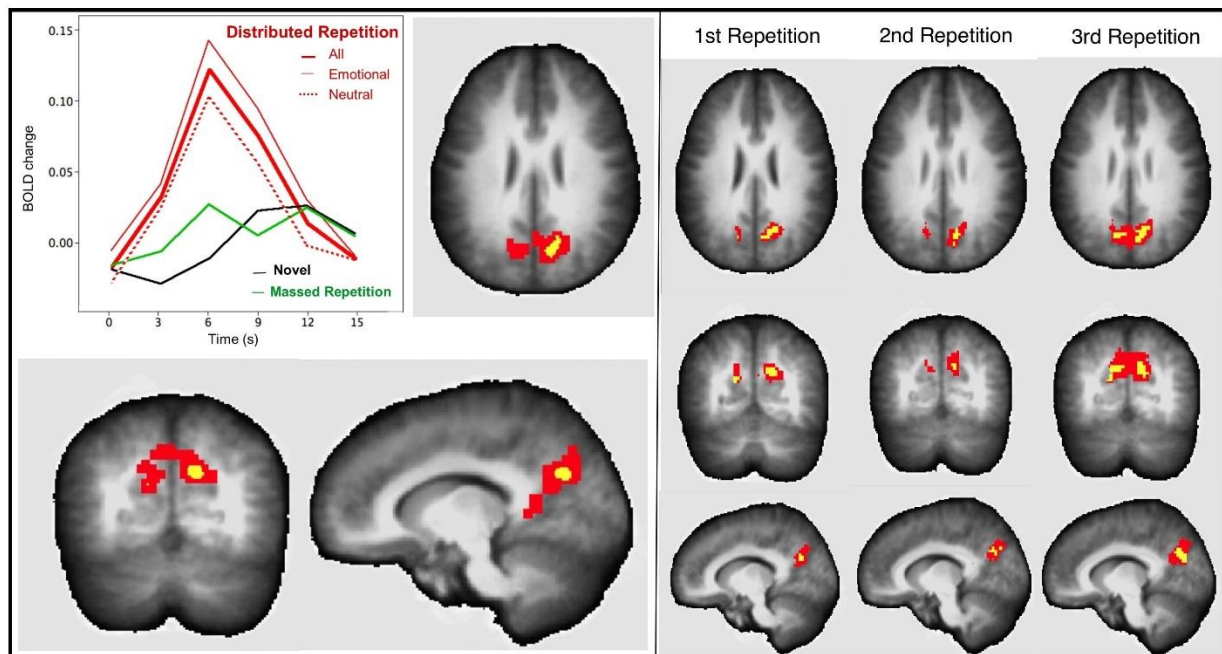 0.15
0.10
0.05
0.00
BOLD change
Distributed Repetition
All
Emotional
Neutral
Novel
Massed Repetition
0 3 6 9 12 15
Time (s)
1st Repetition 2nd Repetition 3rd Repetition